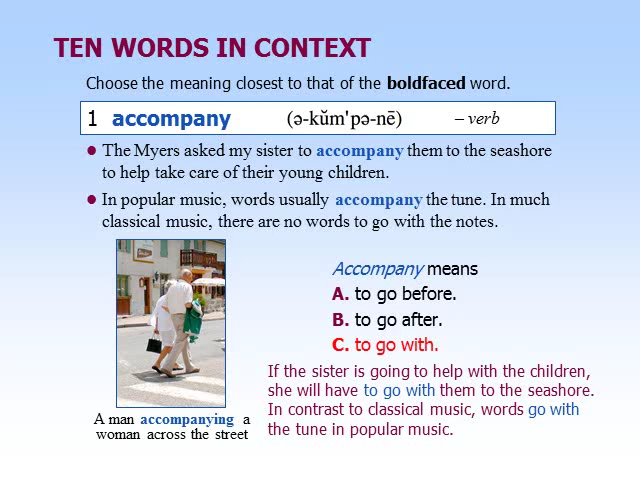 TEN WORDS IN CONTEXT
Choose the meaning closest to that of the boldfaced word.
1 accompany (ə-kŭm'pə-nē) – verb
● The Myers asked my sister to accompany them to the seashore
to help take care of their young children.
● In popular music, words usually accompany the tune. In much
classical music, there are no words to go with the notes.
Accompany means
A. to go before.
B. to go after.
C. to go with.
If the sister is going to help with the children,
she will have to go with them to the seashore.
In contrast to classical music, words go with
the tune in popular music.
A man accompanying a
woman across the street